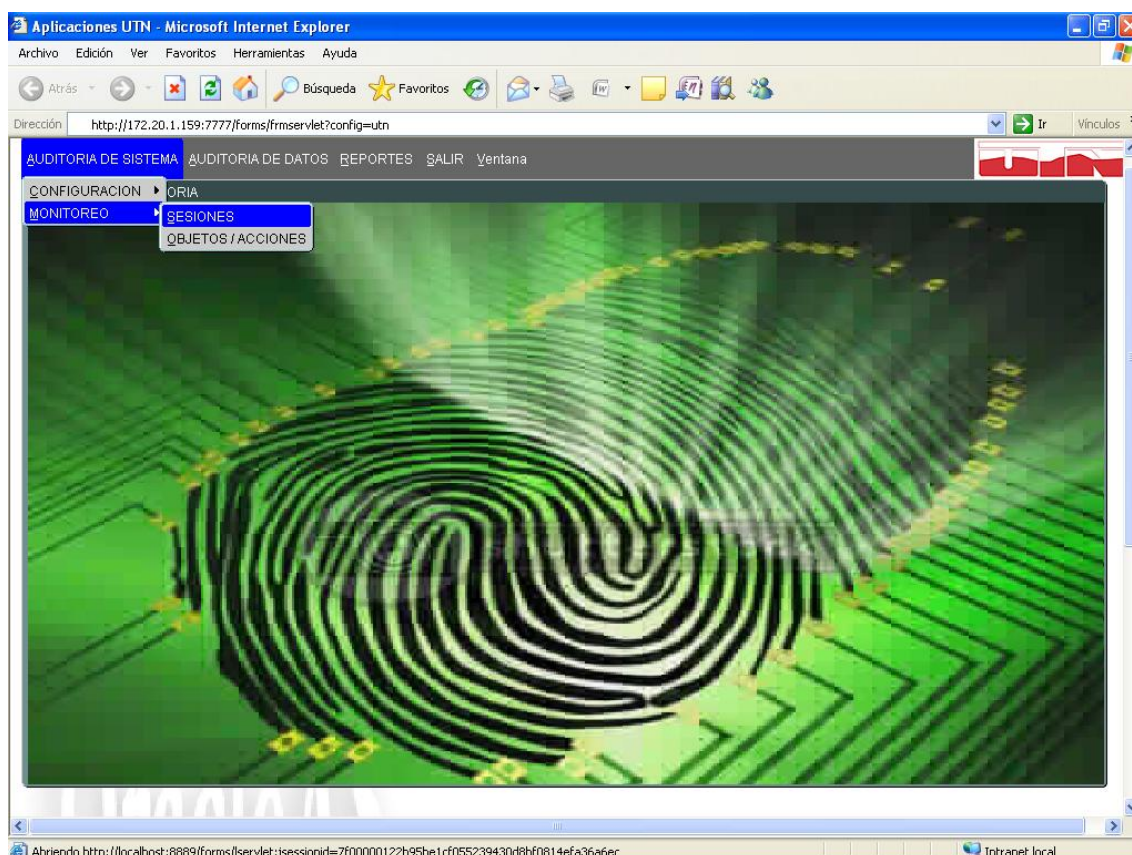 Aplicaciones UTN - Microsoft Internet Explorer
Archivo Edición Ver Favoritos Herramientas Ayuda
Atrás Búsqueda Favoritos
Dirección http://172.20.1.159:7777/forms/frmservlet?config=utn Ir Vínculos
AUDITORIA DE SISTEMA AUDITORIA DE DATOS REPORTES SALIR Ventana
CONFIGURACION ORIA
MONITOREO SESIONES
OBJETOS / ACCIONES
Abriendo http://localhost:8889/forms/lservlet;jsessionid=7f00000122b95be1cf055239430d8bf0814efa36a6ec... Intranet local